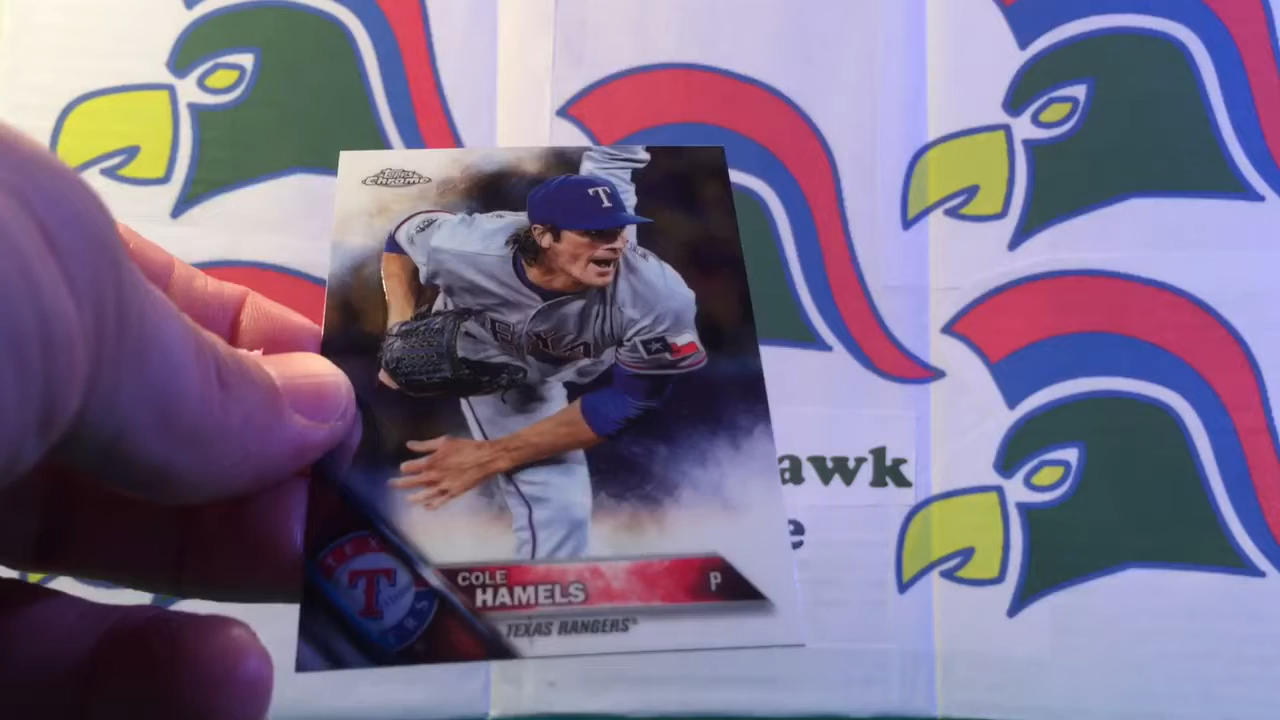 Topps
Chrome
T
COLE
HAMELS
P
T
TEXAS RANGERS
awk
e